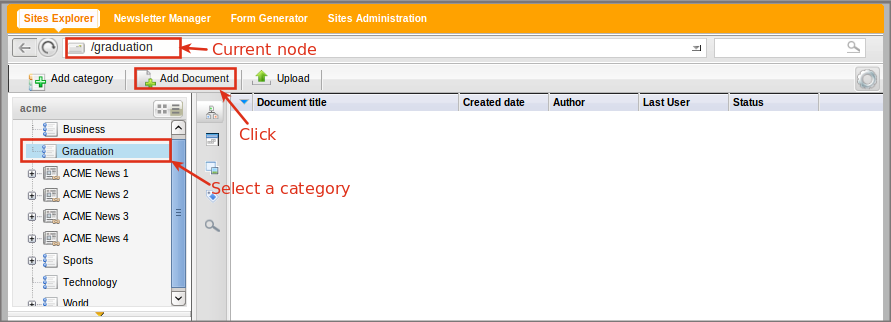 Sites Explorer Newsletter Manager Form Generator Sites Administration
/graduation Current node
Add category Add Document Upload
acme Document title Created date Author Last User Status
Business
Click
Graduation
ACME News 1
Select a category
ACME News 2
ACME News 3
ACME News 4
Sports
Technology
World